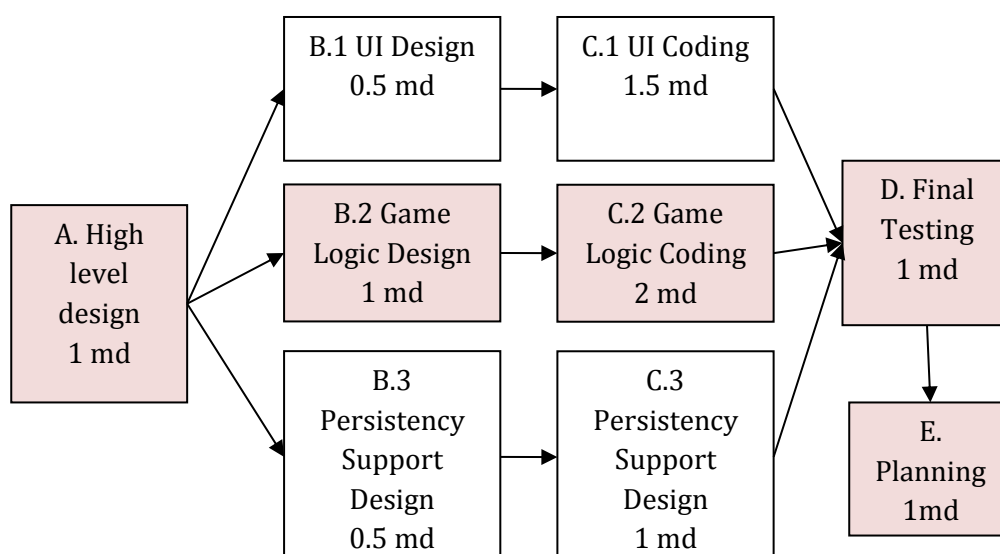 A. High
level
design
1 md
B.1 UI Design
0.5 md
C.1 UI Coding
1.5 md
B.2 Game
Logic Design
1 md
C.2 Game
Logic Coding
2 md
B.3
Persistency
Support
Design
0.5 md
C.3
Persistency
Support
Design
1 md
D. Final
Testing
1 md
E.
Planning
1md